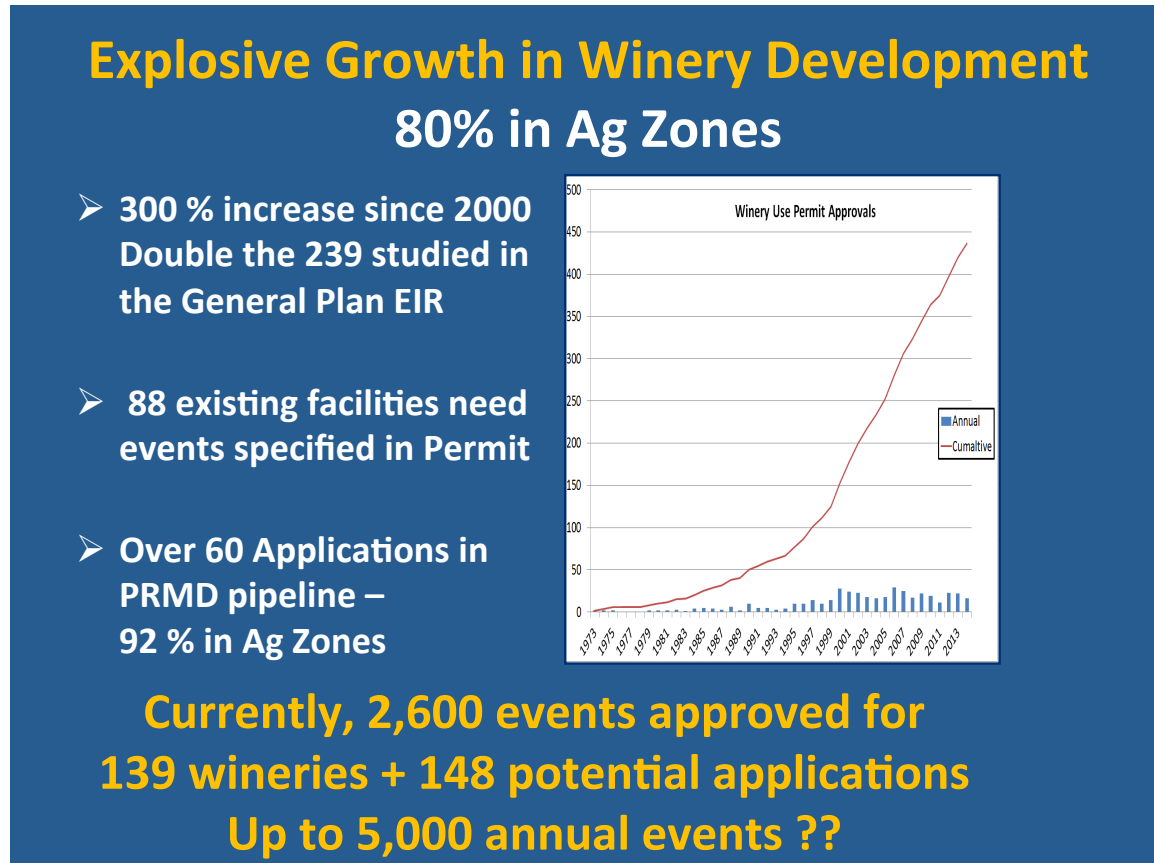 Explosive Growth in Winery Development
80% in Ag Zones
➢ 300 % increase since 2000
Double the 239 studied in
the General Plan EIR
➢ 88 existing facilities need
events specified in Permit
➢ Over 60 Applications in
PRMD pipeline –
92 % in Ag Zones
Winery Use Permit Approvals
500
450
400
350
300
250
200
150
100
50
0
1973
1975
1977
1979
1981
1983
1985
1987
1989
1991
1993
1995
1997
1999
2001
2003
2005
2007
2009
2011
2013
Annual
Cumaltive
Currently, 2,600 events approved for
139 wineries + 148 potential applications
Up to 5,000 annual events ??